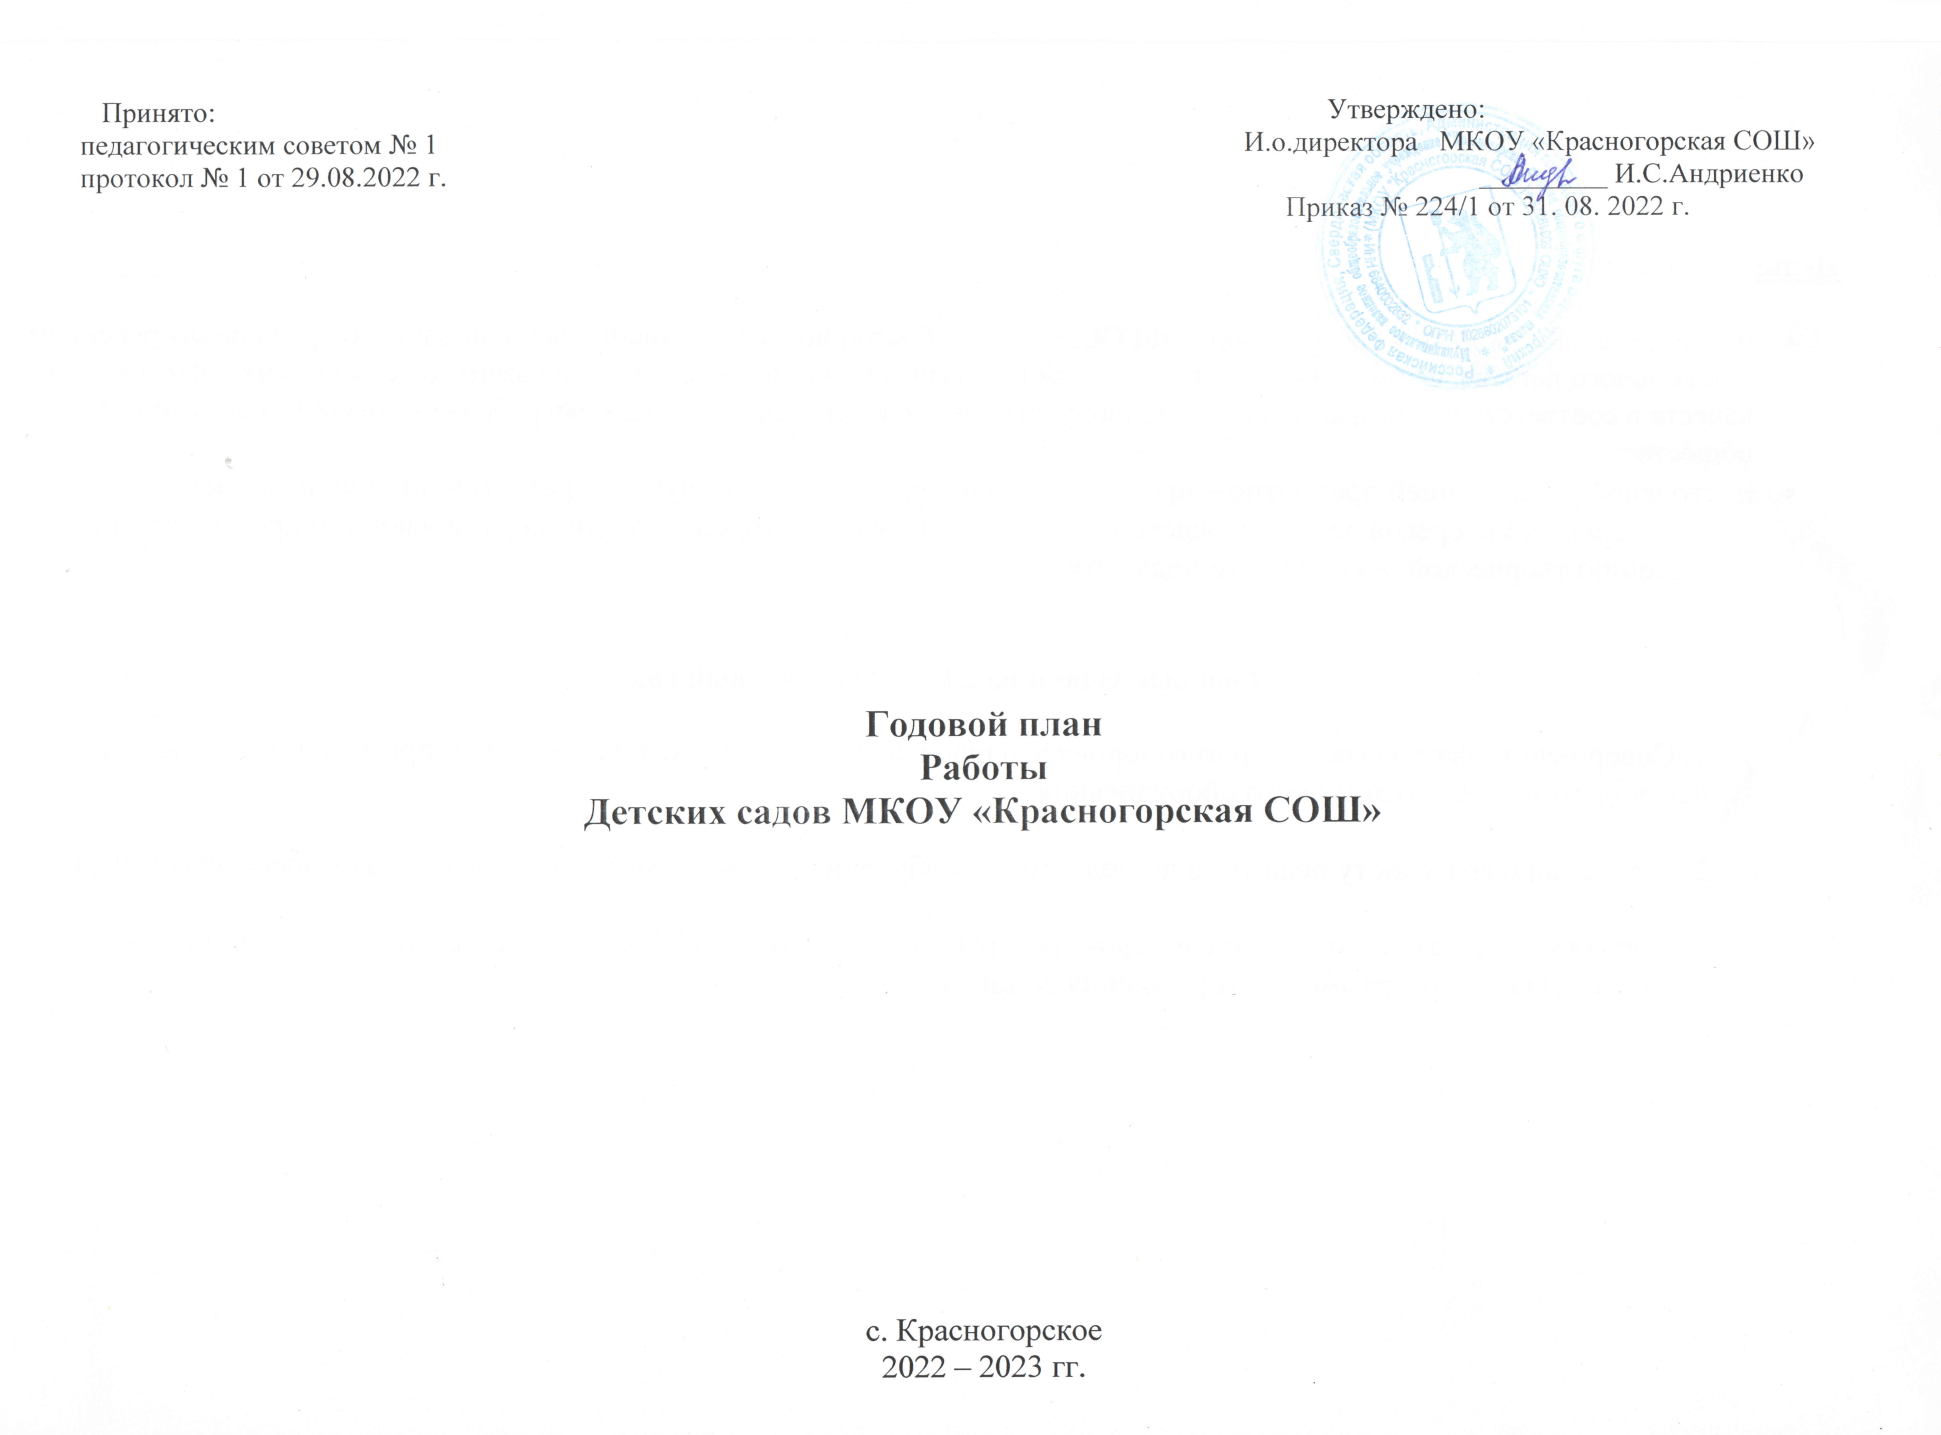 Принято:
педагогическим советом № 1
протокол № 1 от 29.08.2022 г.
Утверждено:
И.о.директора МКОУ «Красногорская СОШ»
И.С.Андриенко
Приказ № 224/1 от 31. 08. 2022 г.
Годовой план
Работы
Детских садов МКОУ «Красногорская СОШ»
с. Красногорское
2022 – 2023 гг.